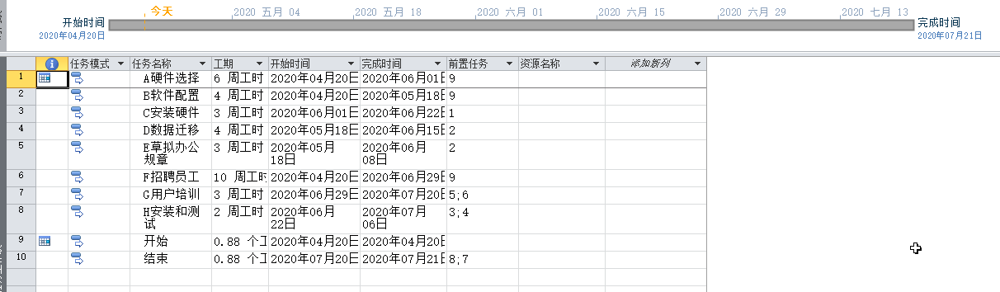 今天
2020 五月 04
2020 五月 18
2020 六月 01
2020 六月 15
2020 六月 29
2020 七月 13
开始时间
2020年04月20日
完成时间
2020年07月21日
任务模式 任务名称 工期 开始时间 完成时间 前置任务 资源名称 添加新列
1 A硬件选择 6 周工时 2020年04月20日 2020年06月01日 9
2 B软件配置 4 周工时 2020年04月20日 2020年05月18日 9
3 C安装硬件 3 周工时 2020年06月01日 2020年06月22日 1
4 D数据迁移 4 周工时 2020年05月18日 2020年06月15日 2
5 E草拟办公 3 周工时 2020年05月 2020年06月 2
规章 18日 08日
6 F招聘员工 10 周工时 2020年04月20日 2020年06月29日 9
7 G用户培训 3 周工时 2020年06月29日 2020年07月20日 5;6
8 H安装和测 2 周工时 2020年06月 2020年07月 3;4
试 22日 06日
9 开始 0.88 个工 2020年04月20日 2020年04月20日
10 结束 0.88 个工 2020年07月20日 2020年07月21日 8;7